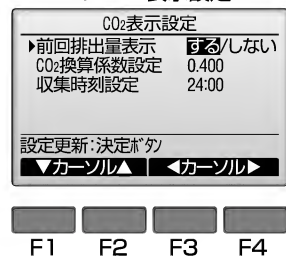 CO₂表示設定
▶前回排出量表示 する/しない
CO₂換算係数設定 0.400
収集時刻設定 24:00
設定更新:決定ボタン
▼カーソル▲ ◀カーソル▶
F1 F2 F3 F4